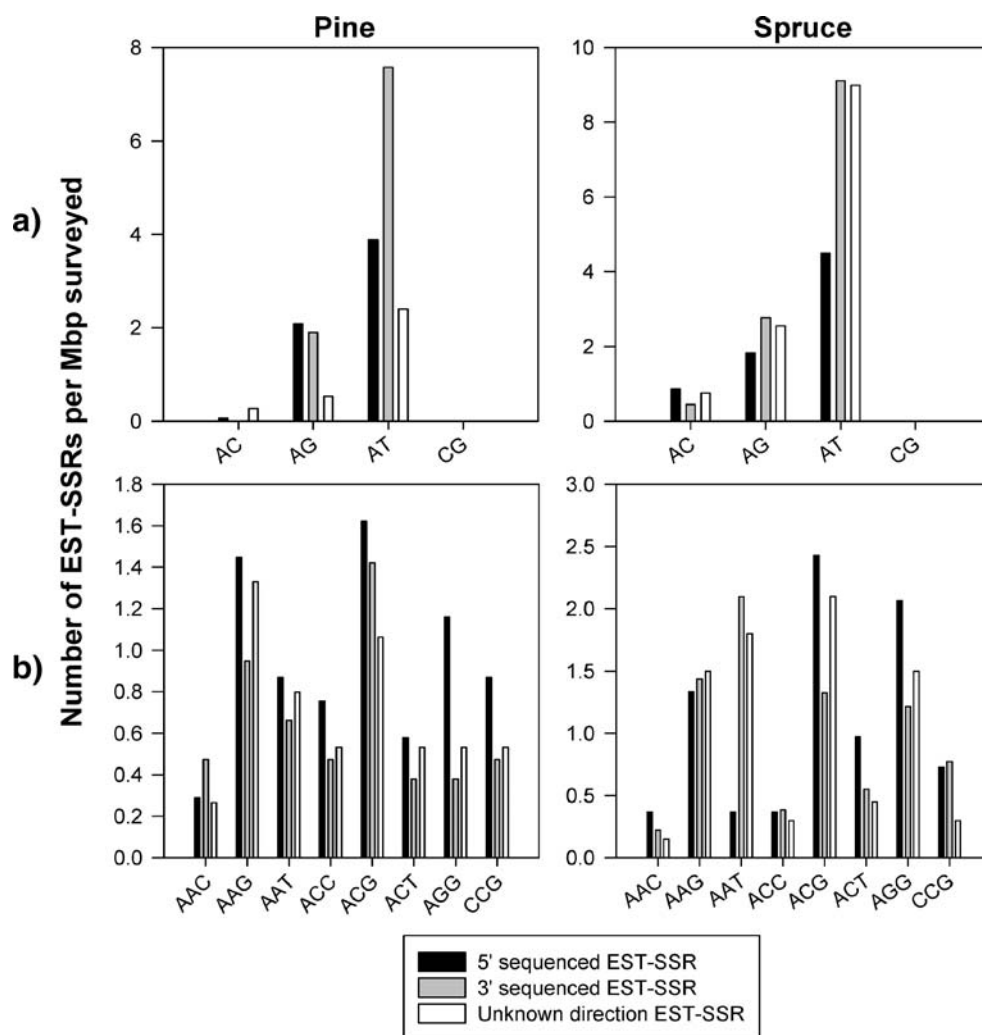 Pine
Spruce
a)
b)
Number of EST-SSRs per Mbp surveyed
8
6
4
2
0
AC
AG
AT
CG
10
8
6
4
2
0
AC
AG
AT
CG
1.8
1.6
1.4
1.2
1.0
0.8
0.6
0.4
0.2
0.0
AAC
AAG
AAT
ACC
ACG
ACT
AGG
CCG
3.0
2.5
2.0
1.5
1.0
0.5
0.0
AAC
AAG
AAT
ACC
ACG
ACT
AGG
CCG
5' sequenced EST-SSR
3' sequenced EST-SSR
Unknown direction EST-SSR